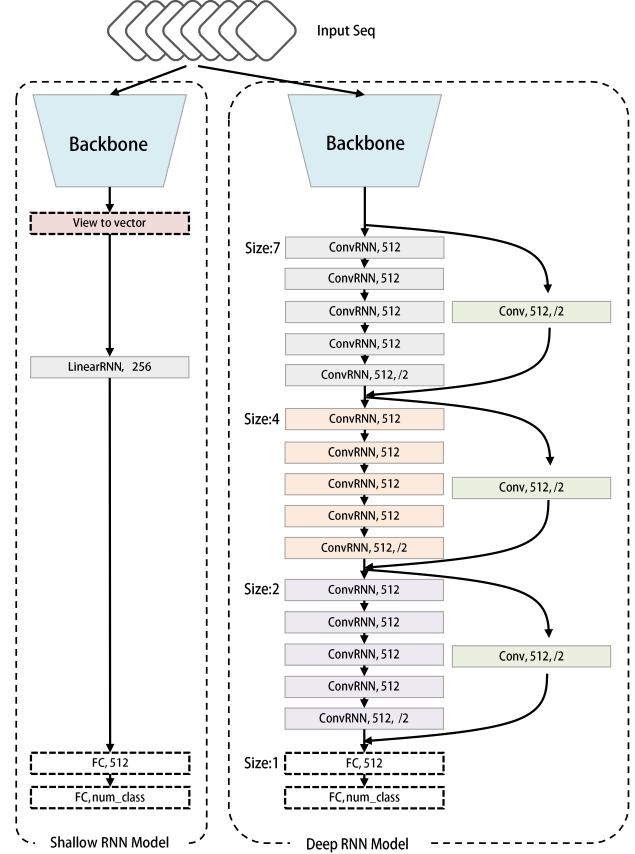 Input Seq
Backbone
View to vector
LinearRNN, 256
FC, 512
FC, num_class
Shallow RNN Model
Backbone
Size:7
ConvRNN, 512
ConvRNN, 512
ConvRNN, 512
Conv, 512, /2
ConvRNN, 512
ConvRNN, 512, /2
Size:4
ConvRNN, 512
ConvRNN, 512
ConvRNN, 512
Conv, 512, /2
ConvRNN, 512
ConvRNN, 512, /2
Size:2
ConvRNN, 512
ConvRNN, 512
ConvRNN, 512
Conv, 512, /2
ConvRNN, 512
ConvRNN, 512, /2
Size:1
FC, 512
FC, num_class
Deep RNN Model